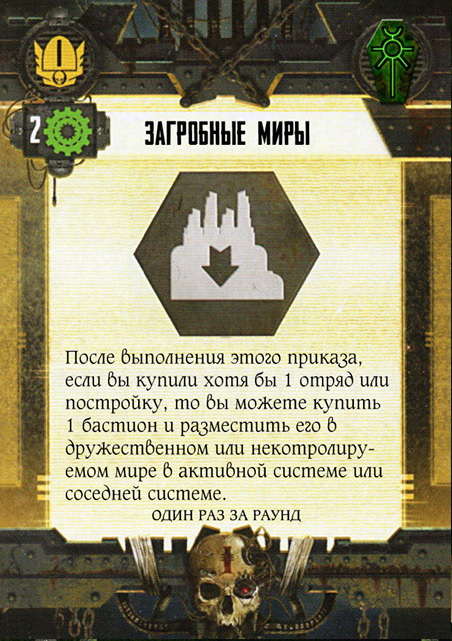 2
ЗАГРОБНЫЕ МИРЫ
После выполнения этого приказа,
если вы купили хотя бы 1 отряд или
постройку, то вы можете купить
1 бастион и разместить его в
дружественном или некотролиру-
емом мире в активной системе или
соседней системе.
ОДИН РАЗ ЗА РАУНД
I